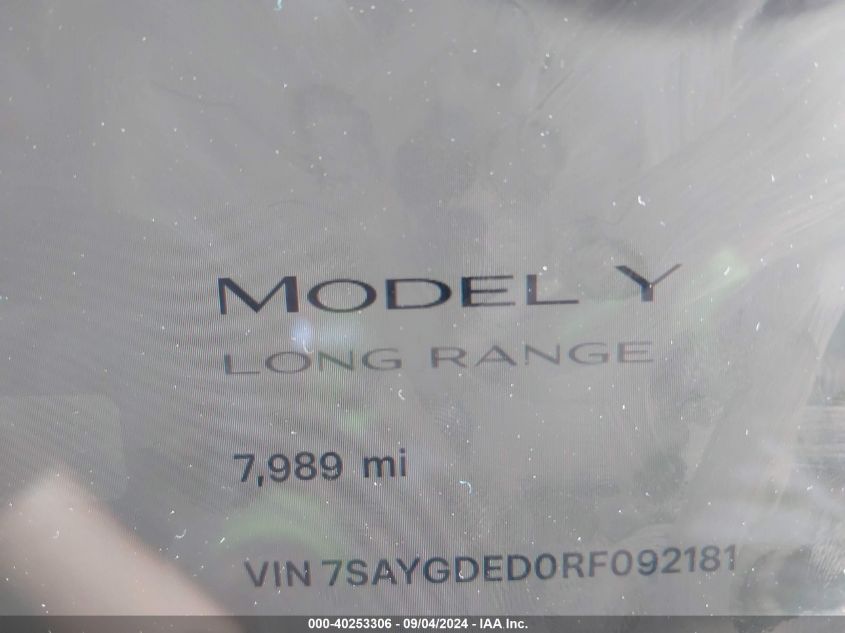 MODEL Y
LONG RANGE
7,989 mi
VIN 7SAYGDED0RF092181
000-40253306 - 09/04/2024 - IAA Inc.